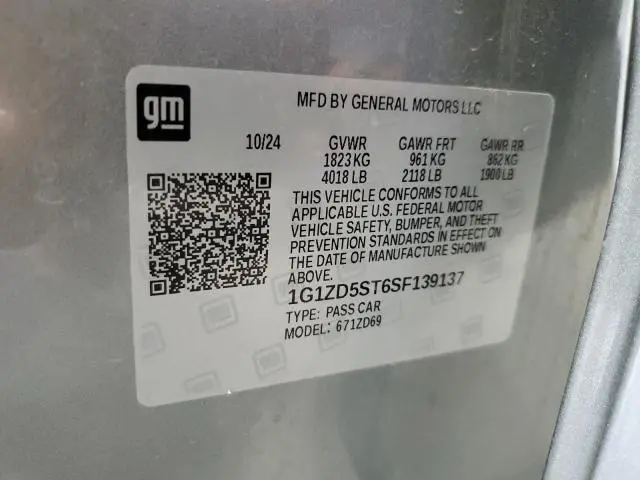 gm
MFD BY GENERAL MOTORS LLC
10/24 GVWR GAWR FRT GAWR RR
1823 KG 961 KG 862 KG
4018 LB 2118 LB 1900 LB
THIS VEHICLE CONFORMS TO ALL
APPLICABLE U.S. FEDERAL MOTOR
VEHICLE SAFETY, BUMPER, AND THEFT
PREVENTION STANDARDS IN EFFECT ON
THE DATE OF MANUFACTURE SHOWN
ABOVE.
1G1ZD5ST6SF139137
TYPE: PASS CAR
MODEL: 671ZD69